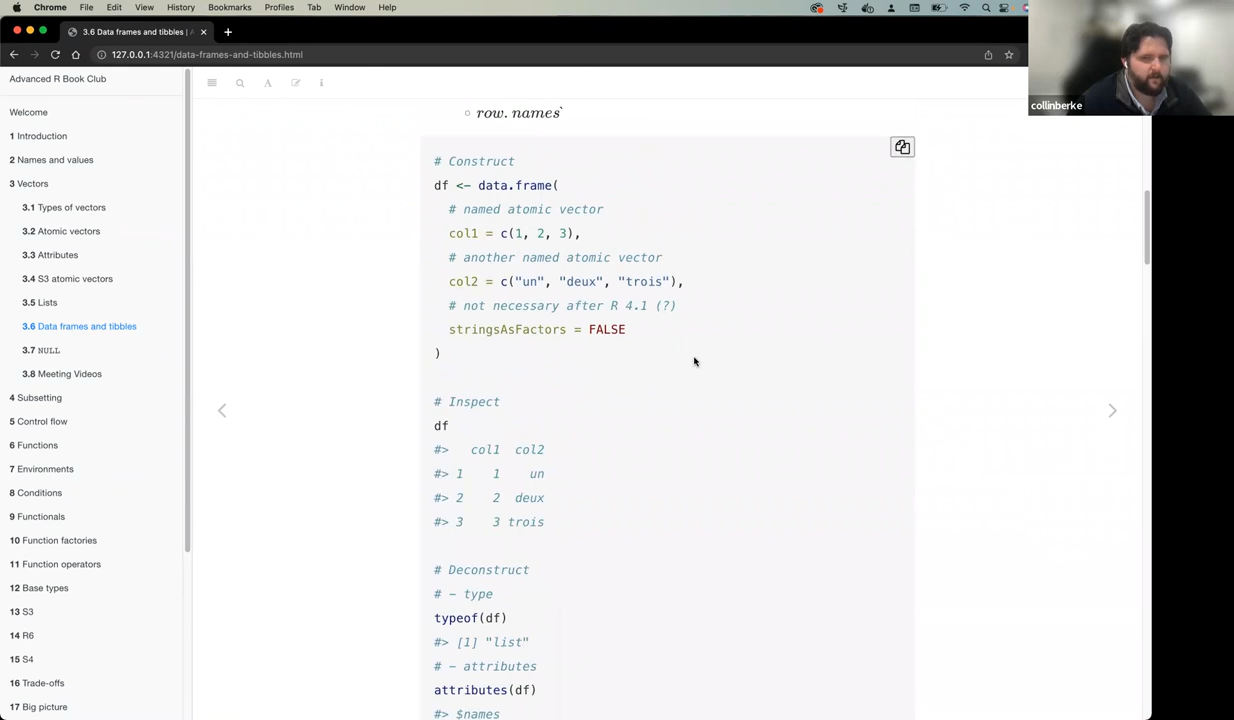 Chrome File Edit View History Bookmarks Profiles Tab Window Help
3.6 Data frames and tibbles | A
127.0.0.1:4321/data-frames-and-tibbles.html
collinberke
Advanced R Book Club
Welcome
1 Introduction
2 Names and values
3 Vectors
3.1 Types of vectors
3.2 Atomic vectors
3.3 Attributes
3.4 S3 atomic vectors
3.5 Lists
3.6 Data frames and tibbles
3.7 NULL
3.8 Meeting Videos
4 Subsetting
5 Control flow
6 Functions
7 Environments
8 Conditions
9 Functionals
10 Function factories
11 Function operators
12 Base types
13 S3
14 R6
15 S4
16 Trade-offs
17 Big picture
row. names`
# Construct
df <- data.frame(
# named atomic vector
col1 = c(1, 2, 3),
# another named atomic vector
col2 = c("un", "deux", "trois"),
# not necessary after R 4.1 (?)
stringsAsFactors = FALSE
)
# Inspect
df
#> col1 col2
#> 1 1 un
#> 2 2 deux
#> 3 3 trois
# Deconstruct
# - type
typeof(df)
#> [1] "list"
# - attributes
attributes(df)
#> $names